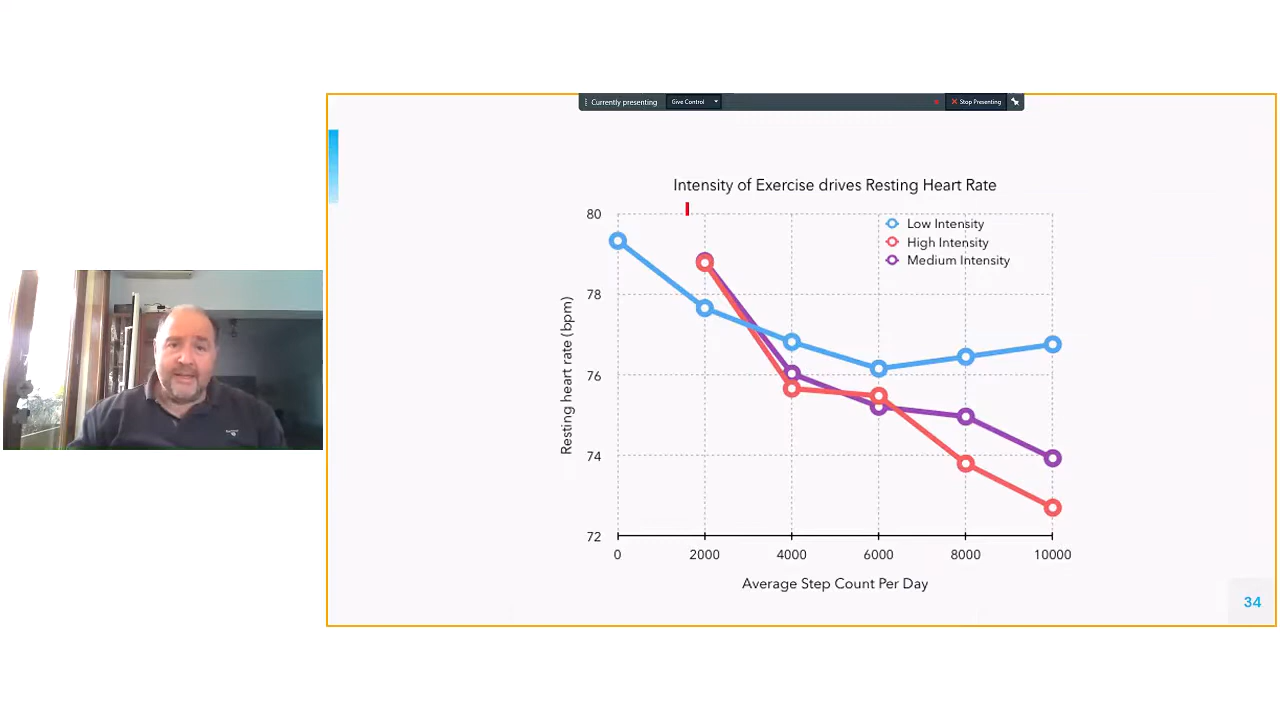 Currently presenting Give Control Stop Presenting
Intensity of Exercise drives Resting Heart Rate
80
78
76
74
72
Resting heart rate (bpm)
Low Intensity
High Intensity
Medium Intensity
0 2000 4000 6000 8000 10000
Average Step Count Per Day
34